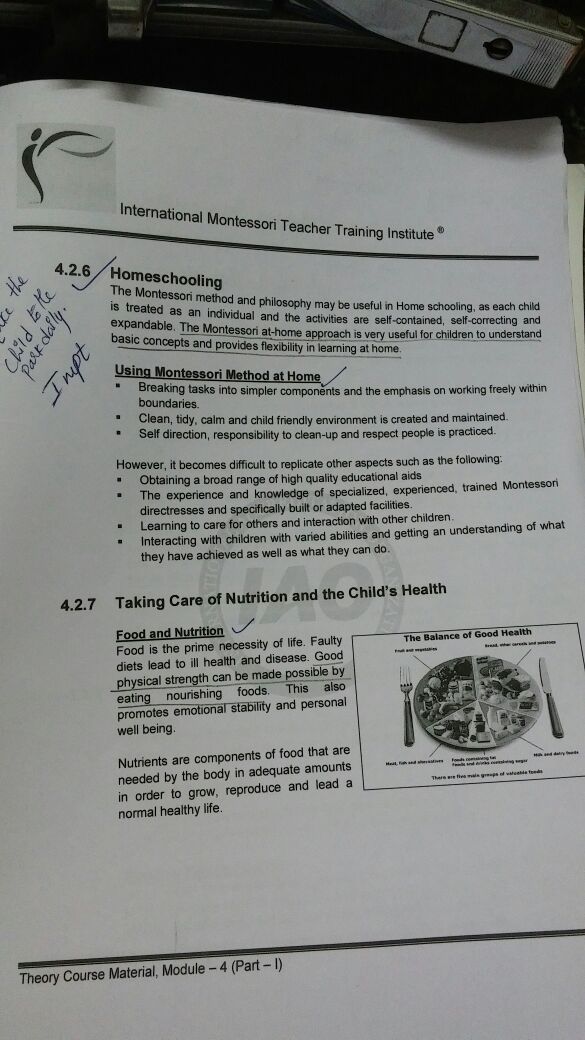 International Montessori Teacher Training Institute ®
4.2.6 Homeschooling
The Montessori method and philosophy may be useful in Home schooling, as each child
is treated as an individual and the activities are self-contained, self-correcting and
expandable. The Montessori at-home approach is very useful for children to understand
basic concepts and provides flexibility in learning at home.
the
Child to the
Park daily,
Using Montessori Method at Home
▪ Breaking tasks into simpler components and the emphasis on working freely within
boundaries.
▪ Clean, tidy, calm and child friendly environment is created and maintained.
▪ Self direction, responsibility to clean-up and respect people is practiced.
However, it becomes difficult to replicate other aspects such as the following:
▪ Obtaining a broad range of high quality educational aids
▪ The experience and knowledge of specialized, experienced, trained Montessori
directresses and specifically built or adapted facilities.
▪ Learning to care for others and interaction with other children.
▪ Interacting with children with varied abilities and getting an understanding of what
they have achieved as well as what they can do.
4.2.7 Taking Care of Nutrition and the Child's Health
Food and Nutrition
Food is the prime necessity of life. Faulty
diets lead to ill health and disease. Good
physical strength can be made possible by
eating nourishing foods. This also
promotes emotional stability and personal
well being.
Nutrients are components of food that are
needed by the body in adequate amounts
in order to grow, reproduce and lead a
normal healthy life.
The Balance of Good Health
Fruit and vegetables
Bread, other cereals and potatoes
Meat, fish and alternatives
Foods containing fat
Foods and drinks containing sugar
Milk and dairy foods
There are five main groups of valuable foods
Theory Course Material, Module – 4 (Part – I)